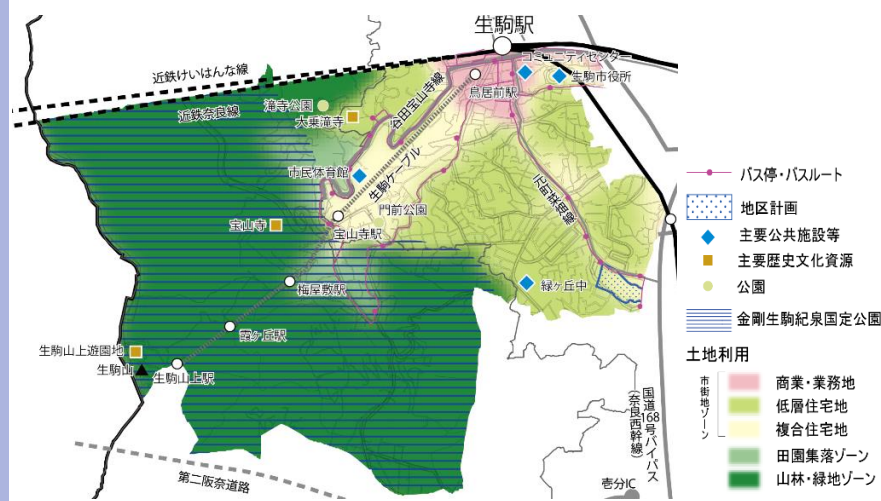 生駒駅
コミュニティセンター
近鉄けいはんな線
生駒市役所
近鉄奈良線
滝寺公園
谷田宝山寺線
鳥居前駅
大乗滝寺
市民体育館
生駒ケーブル
元町菜畑線
門前公園
宝山寺
宝山寺駅
梅屋敷駅
緑ヶ丘中
霞ヶ丘駅
生駒山上遊園地
生駒山
生駒山上駅
国道168号バイパス
(奈良西幹線)
第二阪奈道路
壱分IC
バス停・バスルート
地区計画
主要公共施設等
主要歴史文化資源
公園
金剛生駒紀泉国定公園
土地利用
市街地ゾーン
商業・業務地
低層住宅地
複合住宅地
田園集落ゾーン
山林・緑地ゾーン